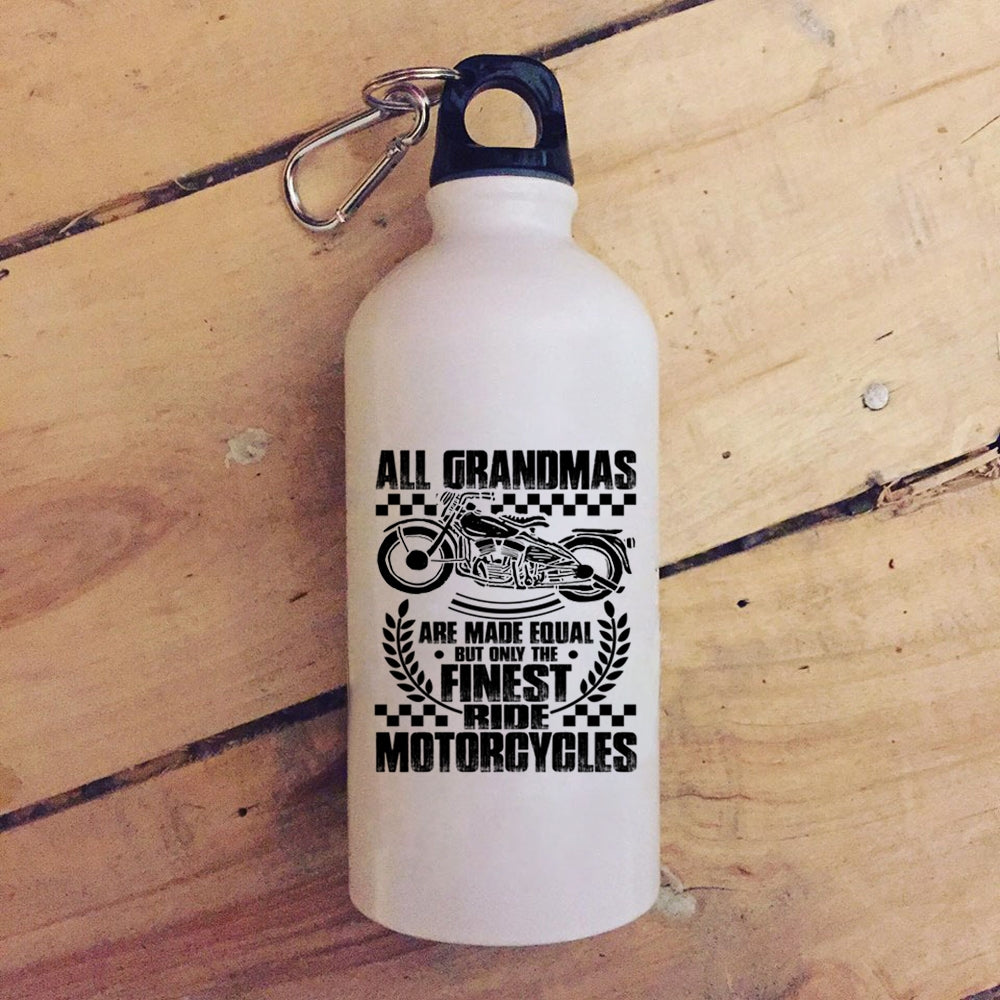 ALL GRANDMAS
ARE MADE EQUAL
• BUT ONLY THE •
FINEST
RIDE
MOTORCYCLES